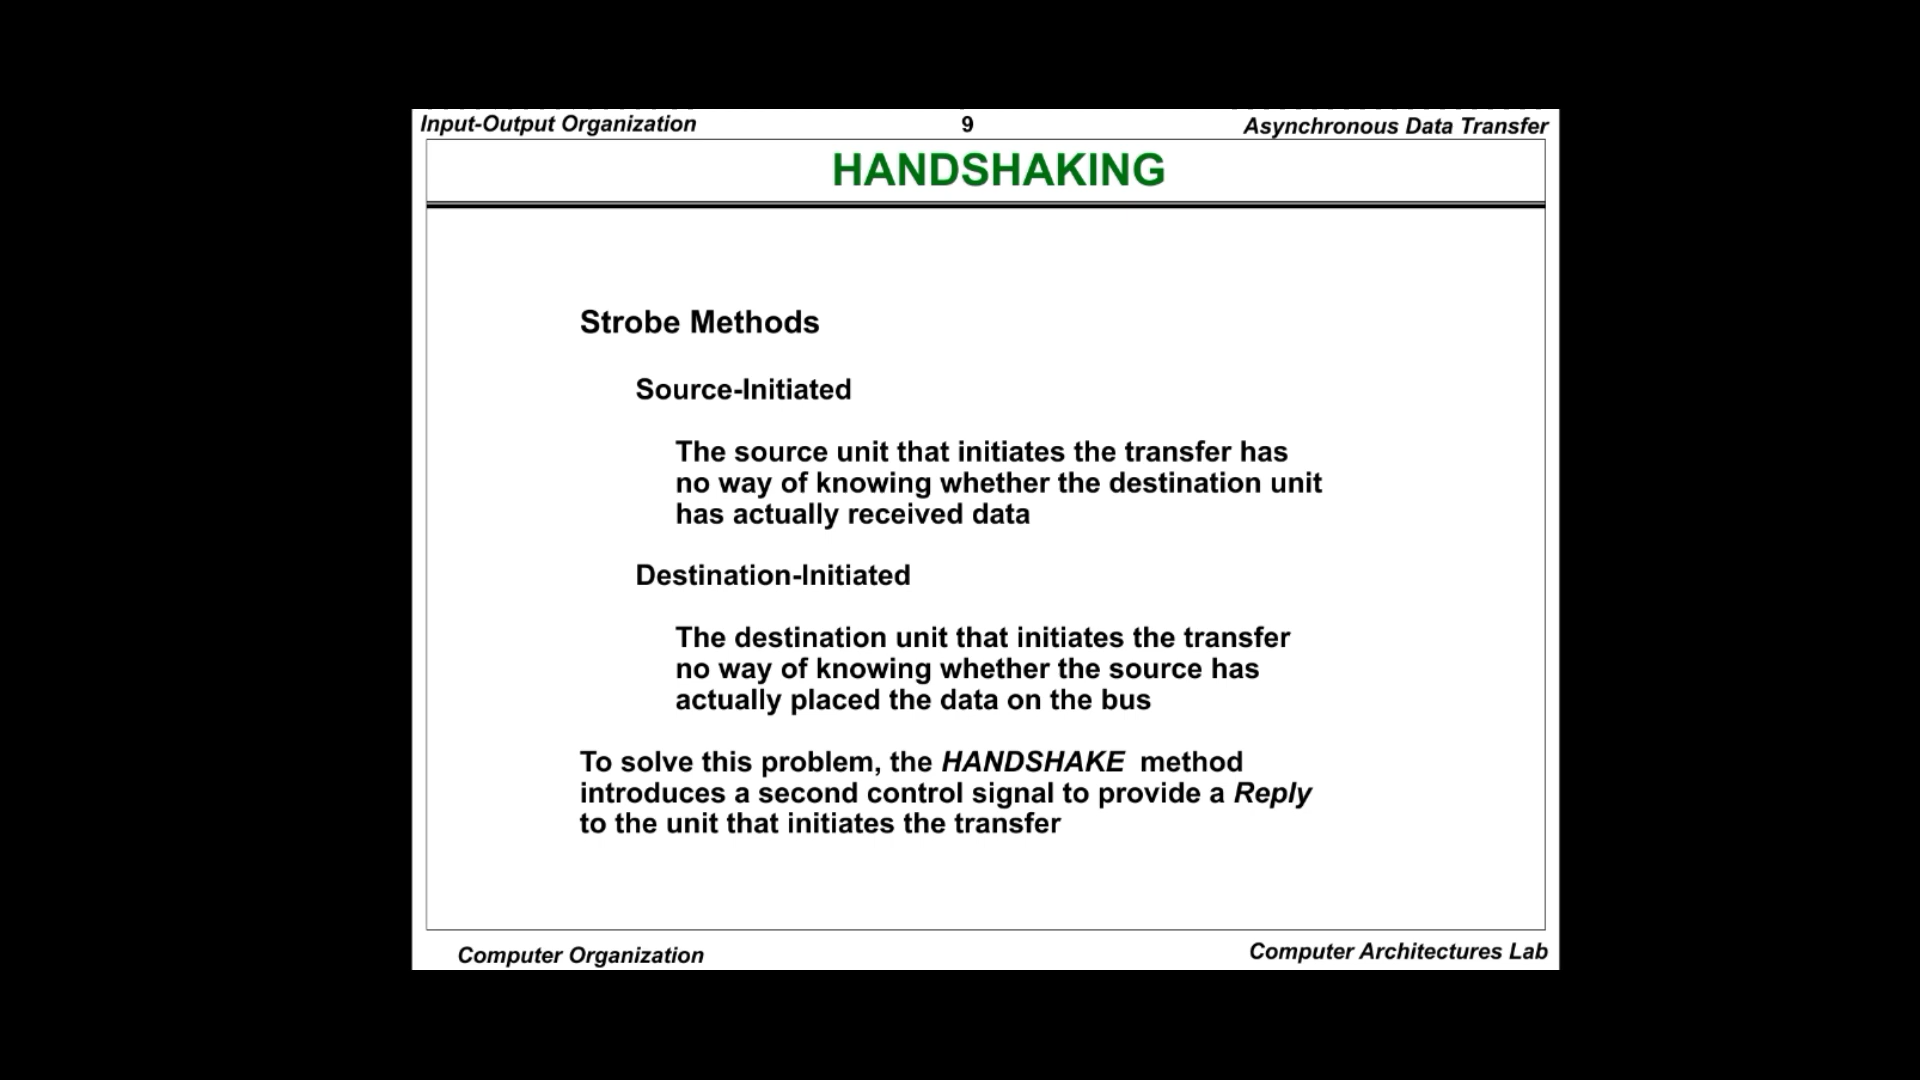 Input-Output Organization
9
Asynchronous Data Transfer
HANDSHAKING
Strobe Methods
Source-Initiated
The source unit that initiates the transfer has
no way of knowing whether the destination unit
has actually received data
Destination-Initiated
The destination unit that initiates the transfer
no way of knowing whether the source has
actually placed the data on the bus
To solve this problem, the HANDSHAKE method
introduces a second control signal to provide a Reply
to the unit that initiates the transfer
Computer Organization
Computer Architectures Lab